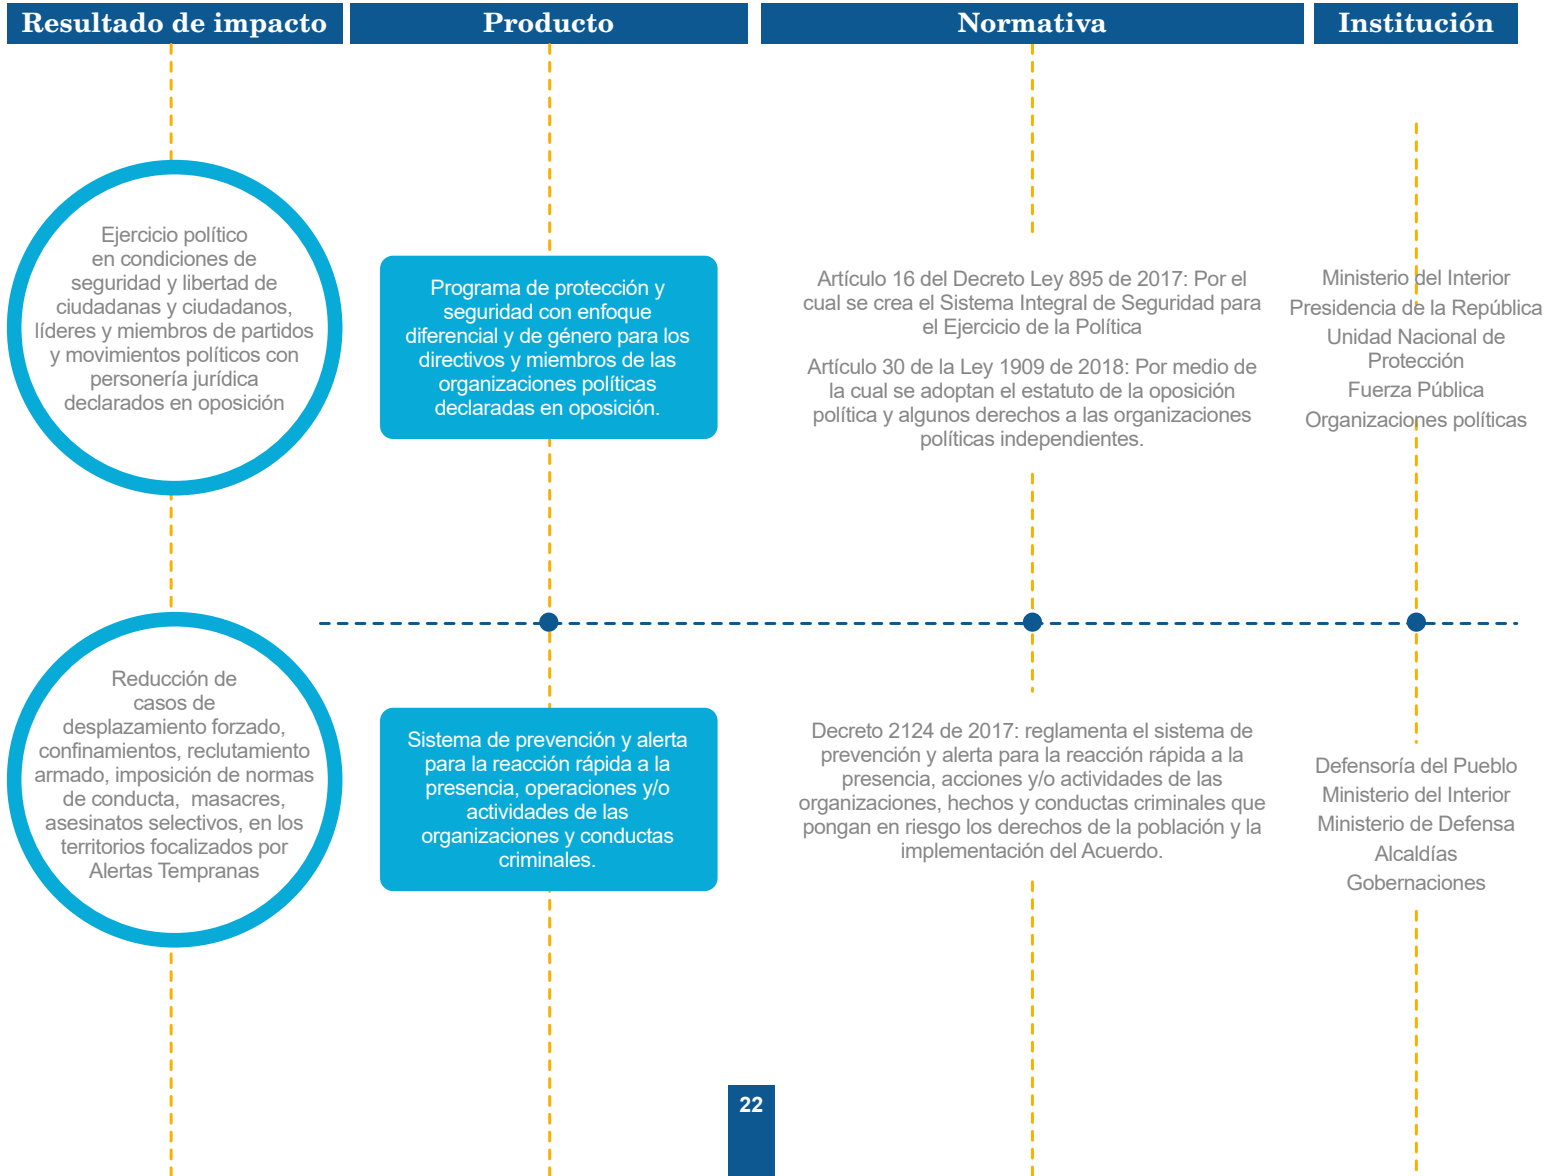 Resultado de impacto
Producto
Normativa
Institución
Ejercicio político
en condiciones de
seguridad y libertad de
ciudadanas y ciudadanos,
líderes y miembros de partidos
y movimientos políticos con
personería jurídica
declarados en oposición
Programa de protección y
seguridad con enfoque
diferencial y de género para los
directivos y miembros de las
organizaciones políticas
declaradas en oposición.
Artículo 16 del Decreto Ley 895 de 2017: Por el
cual se crea el Sistema Integral de Seguridad para
el Ejercicio de la Política
Artículo 30 de la Ley 1909 de 2018: Por medio de
la cual se adoptan el estatuto de la oposición
política y algunos derechos a las organizaciones
políticas independientes.
Ministerio del Interior
Presidencia de la República
Unidad Nacional de
Protección
Fuerza Pública
Organizaciones políticas
Reducción de
casos de
desplazamiento forzado,
confinamientos, reclutamiento
armado, imposición de normas
de conducta,  masacres,
asesinatos selectivos, en los
territorios focalizados por
Alertas Tempranas
Sistema de prevención y alerta
para la reacción rápida a la
presencia, operaciones y/o
actividades de las
organizaciones y conductas
criminales.
Decreto 2124 de 2017: reglamenta el sistema de
prevención y alerta para la reacción rápida a la
presencia, acciones y/o actividades de las
organizaciones, hechos y conductas criminales que
pongan en riesgo los derechos de la población y la
implementación del Acuerdo.
Defensoría del Pueblo
Ministerio del Interior
Ministerio de Defensa
Alcaldías
Gobernaciones
22